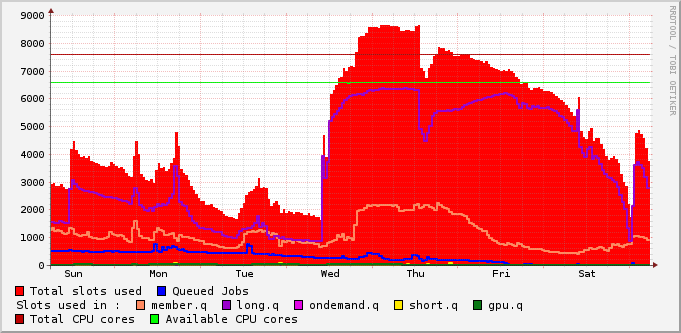 9000
8000
7000
6000
5000
4000
3000
2000
1000
0
Sun Mon Tue Wed Thu Fri Sat
RRDTOOL / TOBI OETIKER
Total slots used Queued Jobs
Slots used in : member.q long.q ondemand.q short.q gpu.q
Total CPU cores Available CPU cores